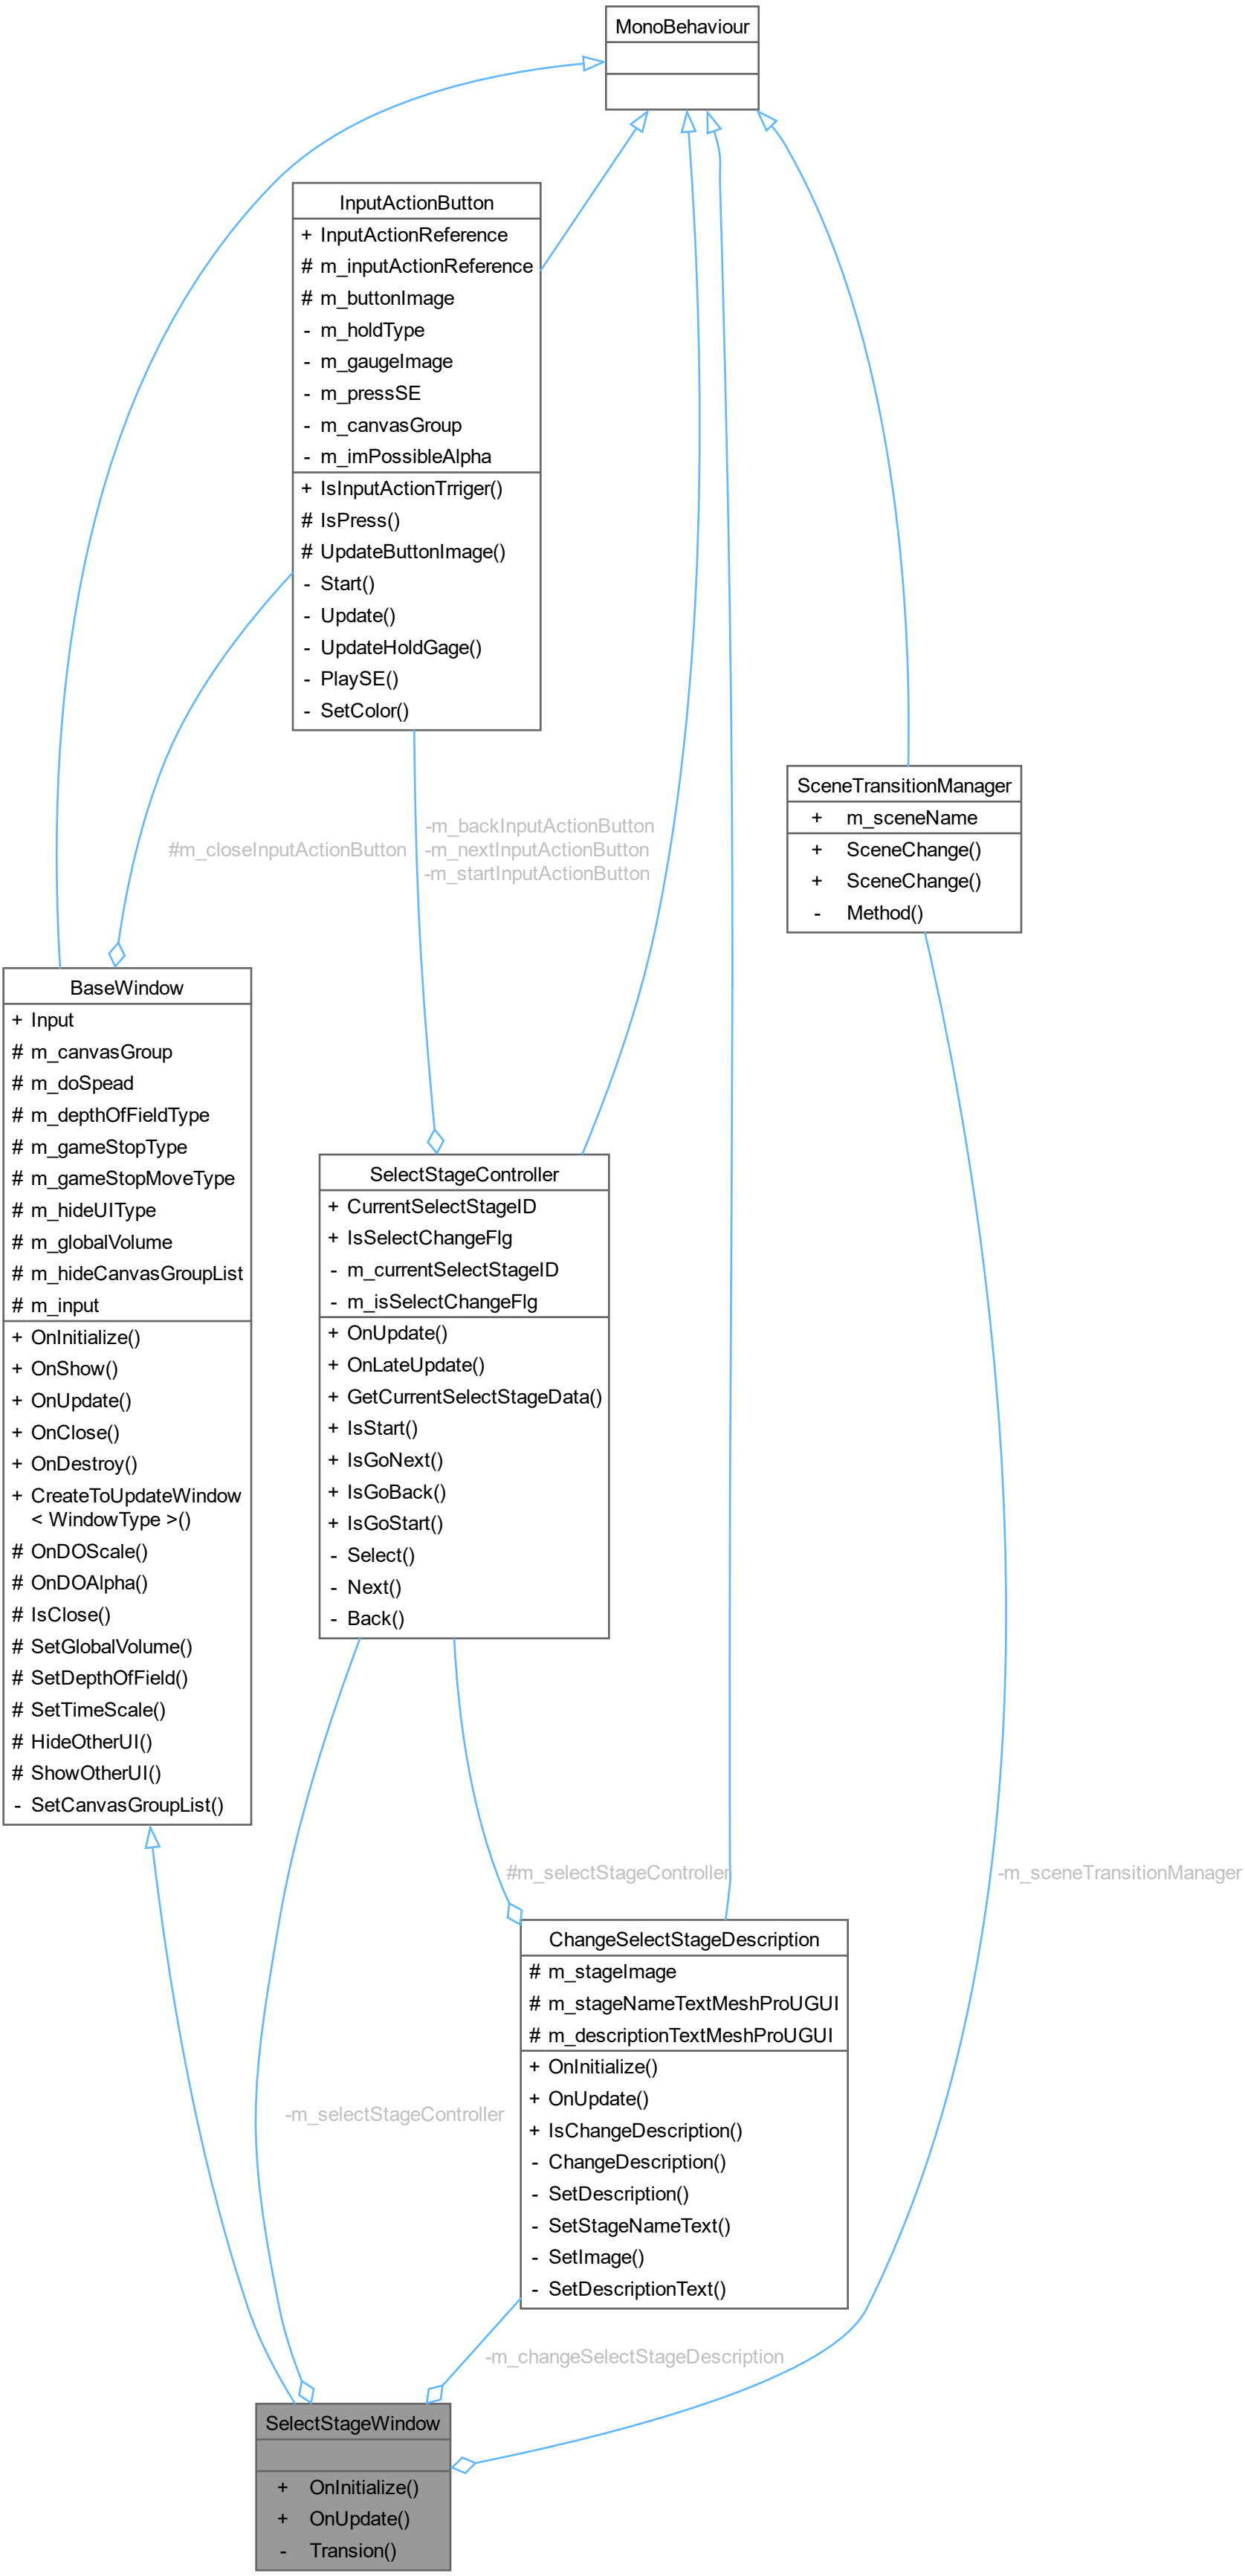 MonoBehaviour
InputActionButton
+ InputActionReference
# m_inputActionReference
# m_buttonImage
- m_holdType
- m_gaugeImage
- m_pressSE
- m_canvasGroup
- m_imPossibleAlpha
+ IsInputActionTrriger()
# IsPress()
# UpdateButtonImage()
- Start()
- Update()
- UpdateHoldGage()
- PlaySE()
- SetColor()
SceneTransitionManager
+ m_sceneName
+ SceneChange()
+ SceneChange()
- Method()
#m_closeInputActionButton
-m_backInputActionButton
-m_nextInputActionButton
-m_startInputActionButton
BaseWindow
+ Input
# m_canvasGroup
# m_doSpead
# m_depthOfFieldType
# m_gameStopType
# m_gameStopMoveType
# m_hideUIType
# m_globalVolume
# m_hideCanvasGroupList
# m_input
+ OnInitialize()
+ OnShow()
+ OnUpdate()
+ OnClose()
+ OnDestroy()
+ CreateToUpdateWindow
< WindowType >()
# OnDOScale()
# OnDOAlpha()
# IsClose()
# SetGlobalVolume()
# SetDepthOfField()
# SetTimeScale()
# HideOtherUI()
# ShowOtherUI()
- SetCanvasGroupList()
SelectStageController
+ CurrentSelectStageID
+ IsSelectChangeFlg
- m_currentSelectStageID
- m_isSelectChangeFlg
+ OnUpdate()
+ OnLateUpdate()
+ GetCurrentSelectStageData()
+ IsStart()
+ IsGoNext()
+ IsGoBack()
+ IsGoStart()
- Select()
- Next()
- Back()
#m_selectStageController
-m_sceneTransitionManager
ChangeSelectStageDescription
# m_stageImage
# m_stageNameTextMeshProUGUI
# m_descriptionTextMeshProUGUI
+ OnInitialize()
+ OnUpdate()
+ IsChangeDescription()
- ChangeDescription()
- SetDescription()
- SetStageNameText()
- SetImage()
- SetDescriptionText()
-m_selectStageController
-m_changeSelectStageDescription
SelectStageWindow
+ OnInitialize()
+ OnUpdate()
- Transion()